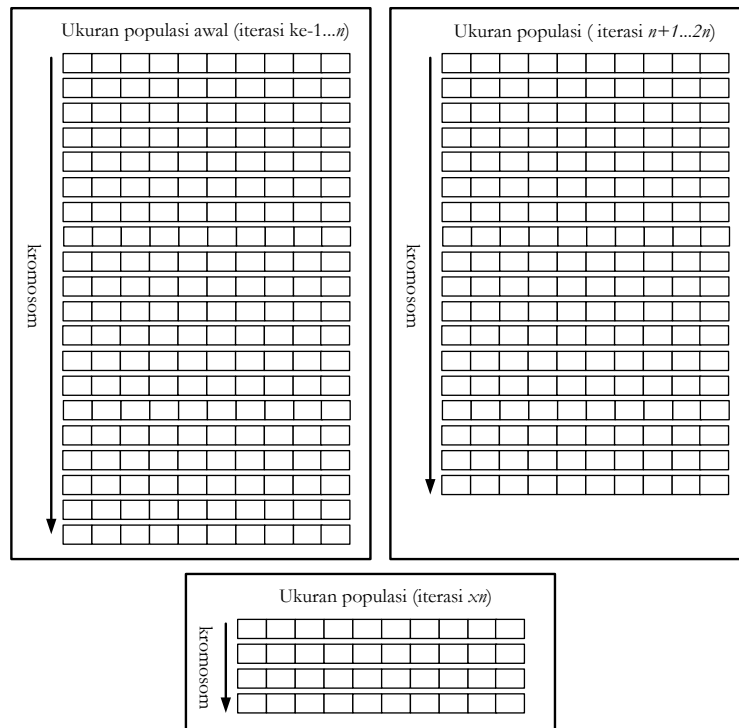 Ukuran populasi awal (iterasi ke-1...n)
kromosom
Ukuran populasi ( iterasi n+1...2n)
kromosom
Ukuran populasi (iterasi xn)
kromosom